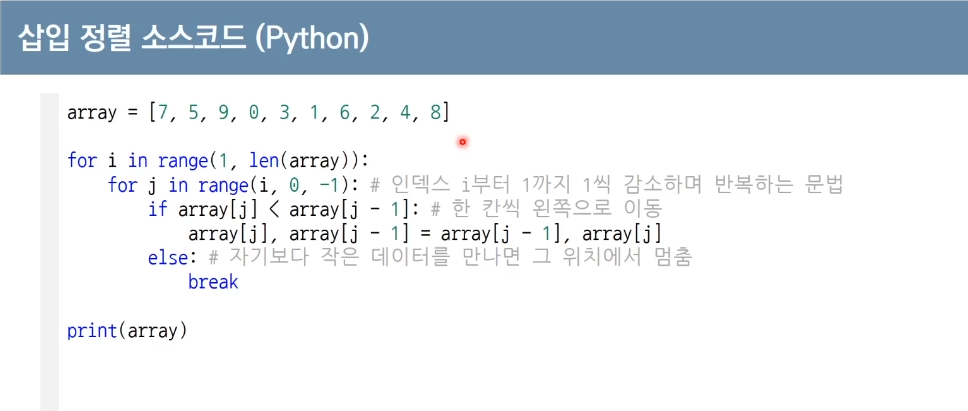 삽입 정렬 소스코드 (Python)
array = [7, 5, 9, 0, 3, 1, 6, 2, 4, 8]
for i in range(1, len(array)):
    for j in range(i, 0, -1): # 인덱스 i부터 1까지 1씩 감소하며 반복하는 문법
        if array[j] < array[j - 1]: # 한 칸씩 왼쪽으로 이동
            array[j], array[j - 1] = array[j - 1], array[j]
        else: # 자기보다 작은 데이터를 만나면 그 위치에서 멈춤
            break
print(array)